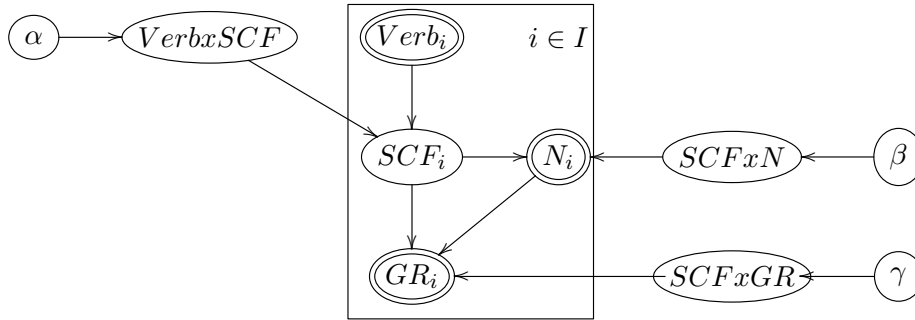 α VerbxSCF Verb_i i ∈ I
SCF_i N_i SCFxN β
GR_i SCFxGR γ